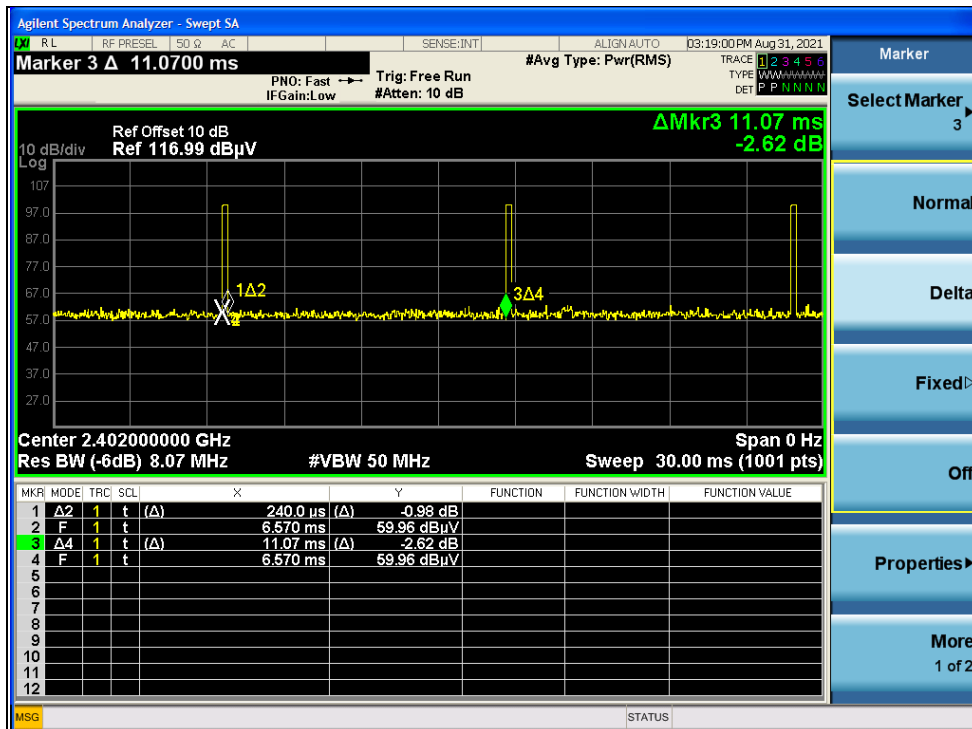 Agilent Spectrum Analyzer - Swept SA
LXI RL RF PRESEL 50 Ω AC SENSE:INT ALIGN AUTO 03:19:00 PM Aug 31, 2021
Marker 3 Δ 11.0700 ms
PNO: Fast
IFGain:Low
Trig: Free Run
#Atten: 10 dB
#Avg Type: Pwr(RMS)
TRACE 1 2 3 4 5 6
TYPE WWWWWW
DET P P N N N N
ΔMkr3 11.07 ms
-2.62 dB
Ref Offset 10 dB
10 dB/div Ref 116.99 dBµV
Log
107
97.0
87.0
77.0
67.0
57.0
47.0
37.0
27.0
1Δ2
3Δ4
Center 2.402000000 GHz Span 0 Hz
Res BW (-6dB) 8.07 MHz #VBW 50 MHz Sweep 30.00 ms (1001 pts)
MKR MODE TRC SCL X Y FUNCTION FUNCTION WIDTH FUNCTION VALUE
1 Δ2 1 t (Δ) 240.0 µs (Δ) -0.98 dB
2 F 1 t 6.570 ms 59.96 dBµV
3 Δ4 1 t (Δ) 11.07 ms (Δ) -2.62 dB
4 F 1 t 6.570 ms 59.96 dBµV
5
6
7
8
9
10
11
12
MSG STATUS
Marker
Select Marker
3
Normal
Delta
Fixed
Off
Properties
More
1 of 2